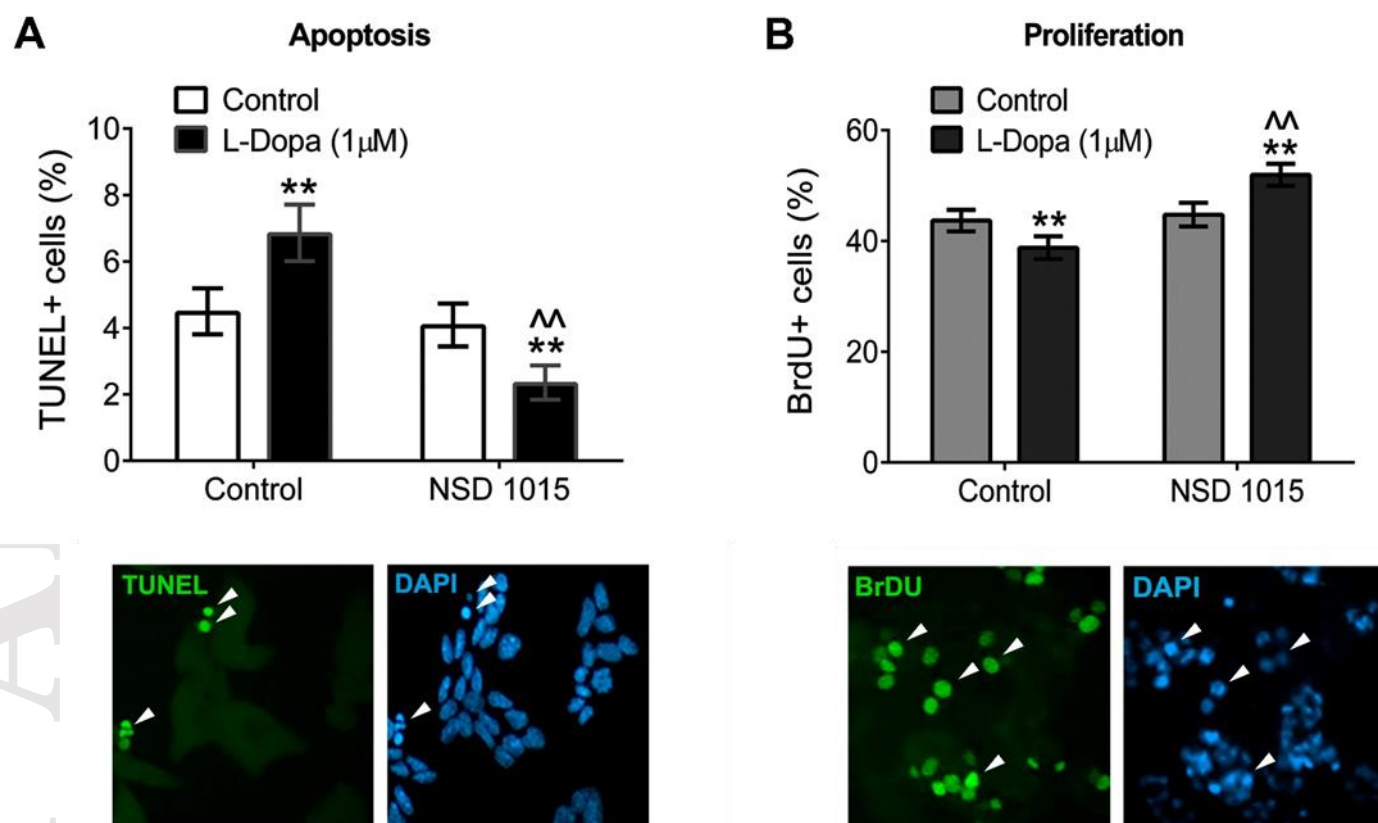 A
Apoptosis
Control
L-Dopa (1μM)
TUNEL+ cells (%)
10
8
6
4
2
0
**
^^
**
Control
NSD 1015
TUNEL
DAPI
B
Proliferation
Control
L-Dopa (1μM)
BrdU+ cells (%)
60
40
20
0
**
^^
**
Control
NSD 1015
BrDU
DAPI